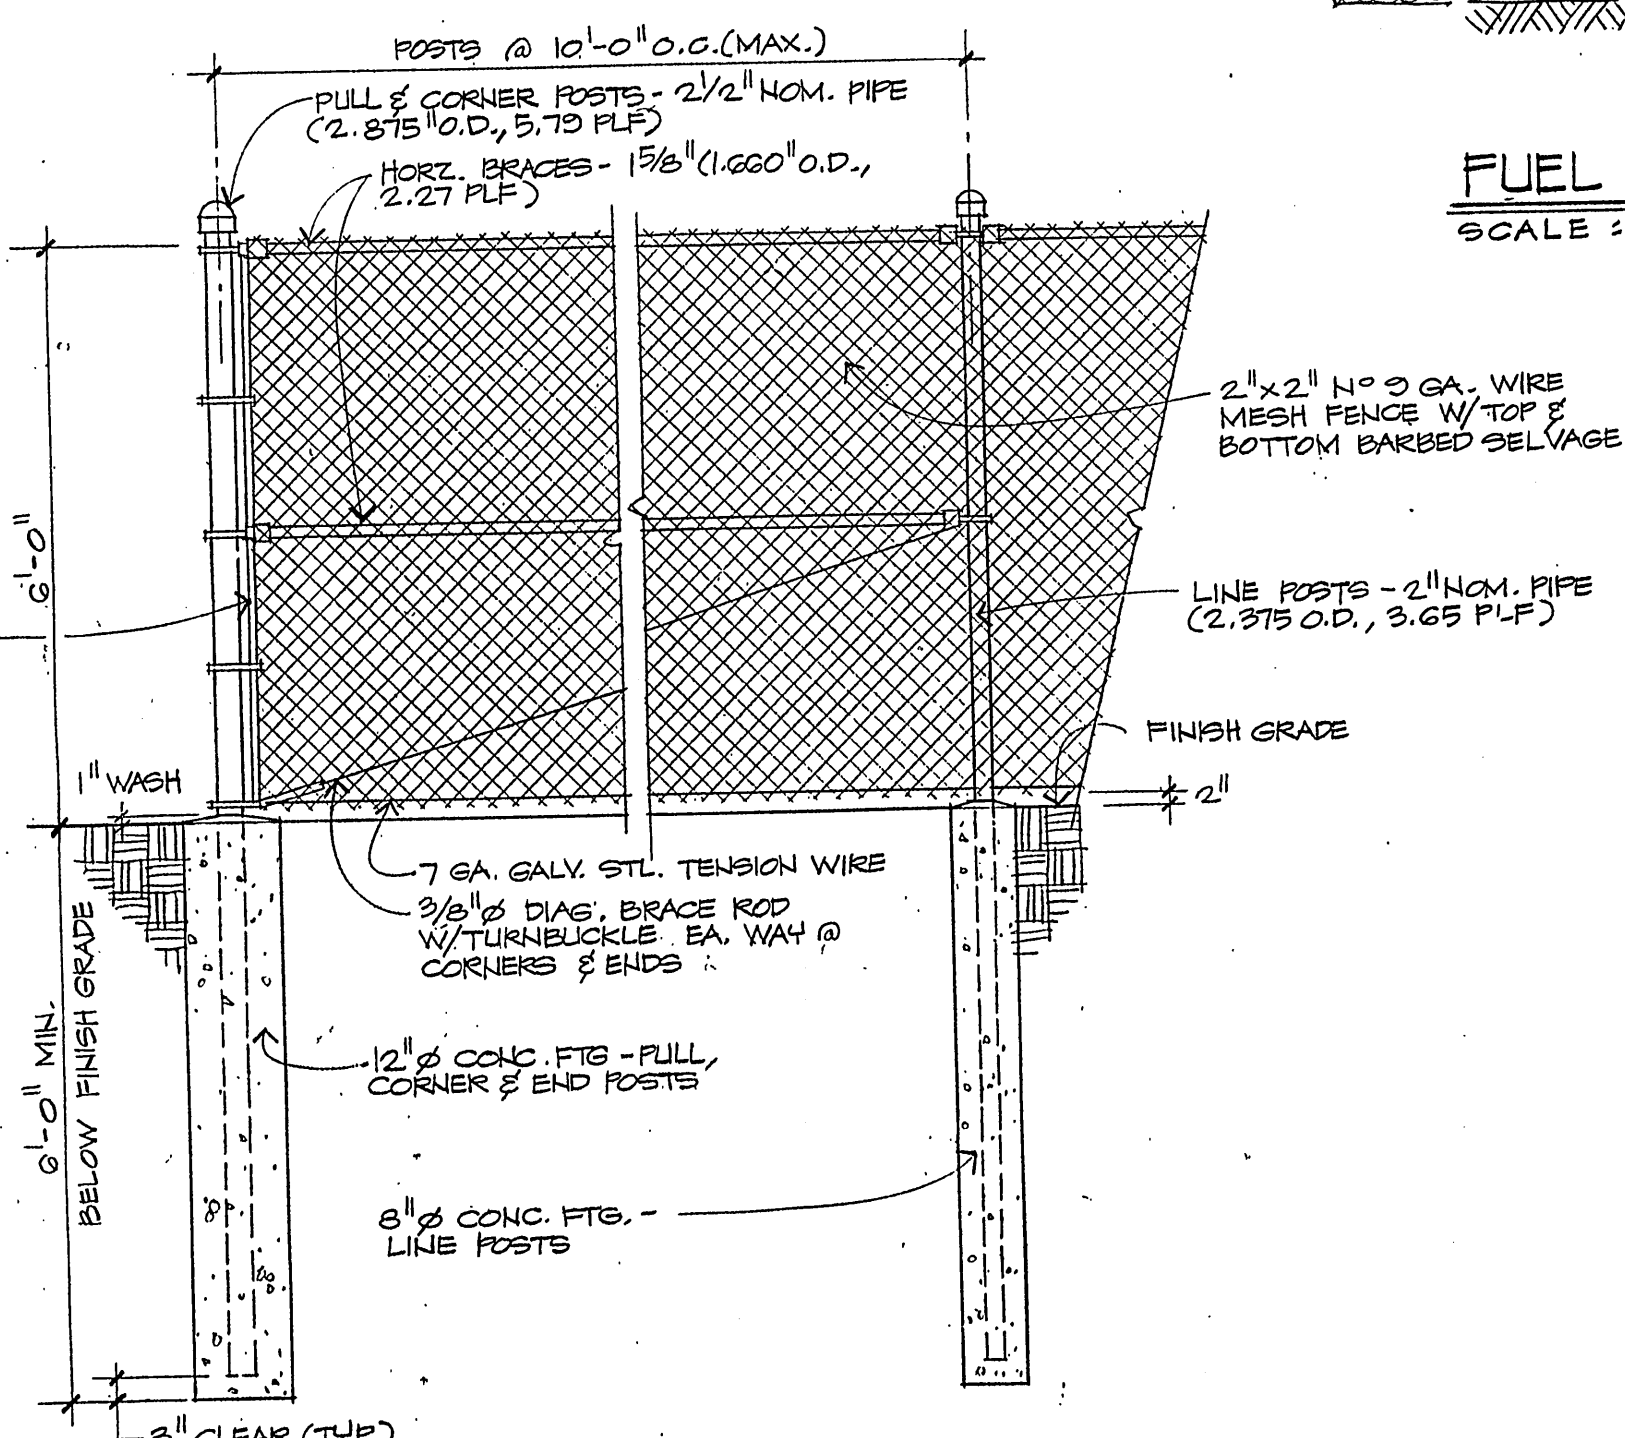 POSTS @ 10'-0" O.C. (MAX.)
PULL & CORNER POSTS - 2 1/2" NOM. PIPE
(2.875" O.D., 5.79 PLF)
HORZ. BRACES - 1 5/8" (1.660" O.D.,
2.27 PLF)
FUEL
SCALE :
2" X 2" Nº 9 GA. WIRE
MESH FENCE W/ TOP &
BOTTOM BARBED SELVAGE
6'-0"
LINE POSTS - 2" NOM. PIPE
(2.375 O.D., 3.65 PLF)
FINISH GRADE
1" WASH
2"
7 GA. GALV. STL. TENSION WIRE
3/8" ø DIAG. BRACE ROD
W/TURNBUCKLE EA. WAY @
CORNERS & ENDS
6'-0" MIN.
BELOW FINISH GRADE
12" ø CONC. FTG - PULL,
CORNER & END POSTS
8" ø CONC. FTG. -
LINE POSTS
3" CLEAR (TYP.)